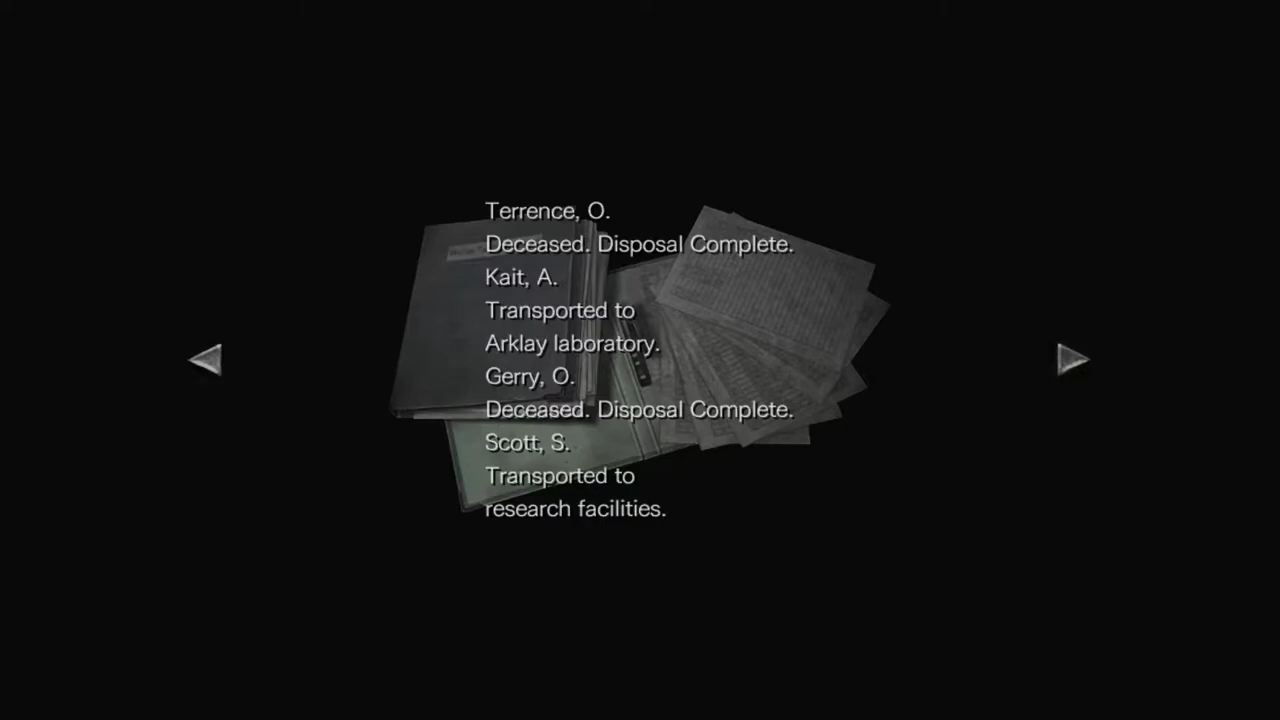 Terrence, O.
Deceased. Disposal Complete.
Kait, A.
Transported to
Arklay laboratory.
Gerry, O.
Deceased. Disposal Complete.
Scott, S.
Transported to
research facilities.